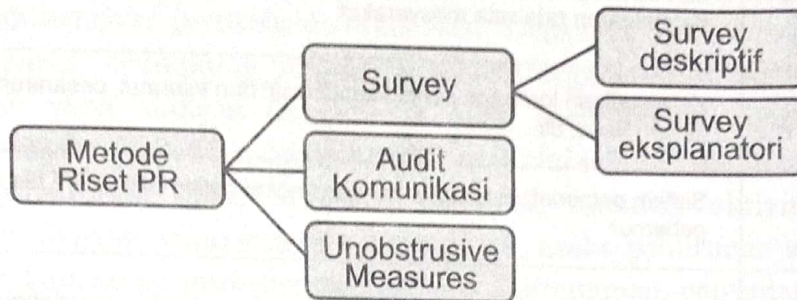 Metode
Riset PR
Survey
Audit
Komunikasi
Unobstrusive
Measures
Survey
deskriptif
Survey
eksplanatori